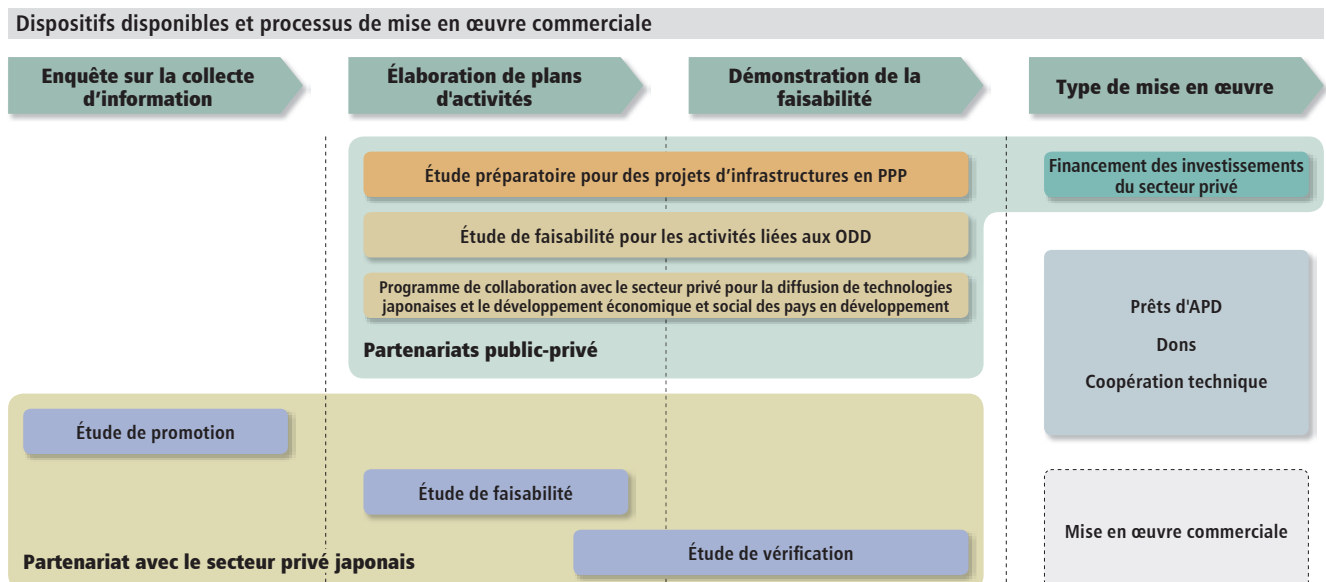 Dispositifs disponibles et processus de mise en œuvre commerciale
Enquête sur la collecte
d’information
Élaboration de plans
d'activités
Démonstration de la
faisabilité
Type de mise en œuvre
Étude préparatoire pour des projets d’infrastructures en PPP
Financement des investissements
du secteur privé
Étude de faisabilité pour les activités liées aux ODD
Programme de collaboration avec le secteur privé pour la diffusion de technologies
japonaises et le développement économique et social des pays en développement
Partenariats public-privé
Prêts d'APD
Dons
Coopération technique
Étude de promotion
Étude de faisabilité
Étude de vérification
Partenariat avec le secteur privé japonais
Mise en œuvre commerciale